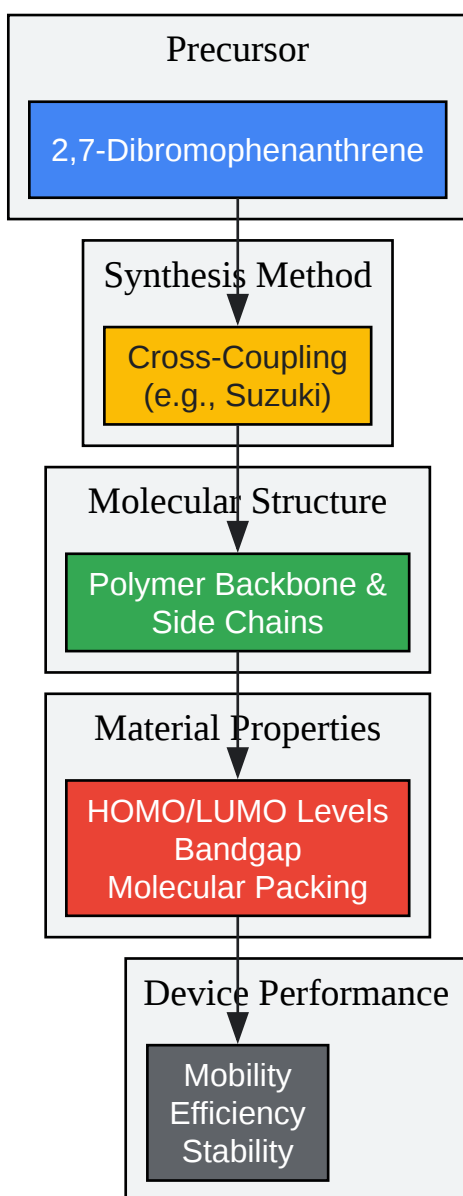 Precursor
2,7-Dibromophenanthrene
Synthesis Method
Cross-Coupling
(e.g., Suzuki)
Molecular Structure
Polymer Backbone &
Side Chains
Material Properties
HOMO/LUMO Levels
Bandgap
Molecular Packing
Device Performance
Mobility
Efficiency
Stability